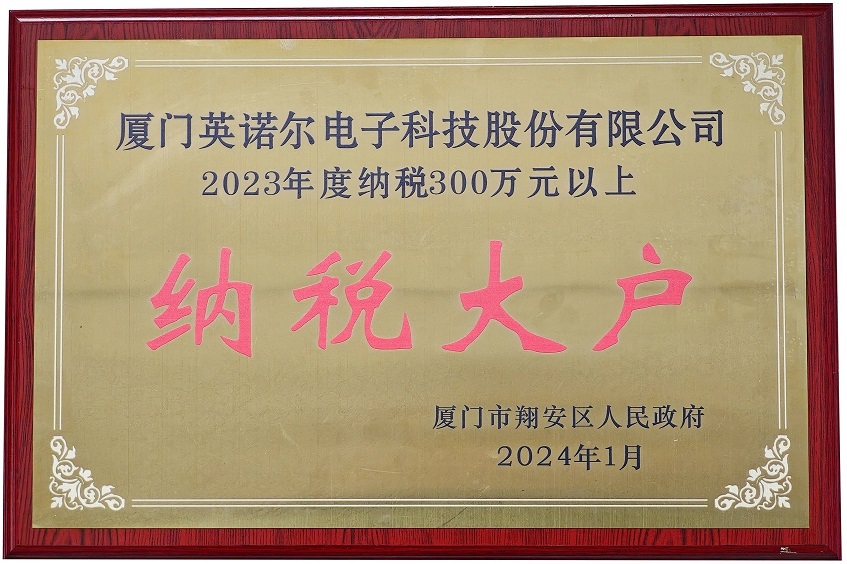 厦门英诺尔电子科技股份有限公司
2023年度纳税300万元以上
纳税大户
厦门市翔安区人民政府
2024年1月